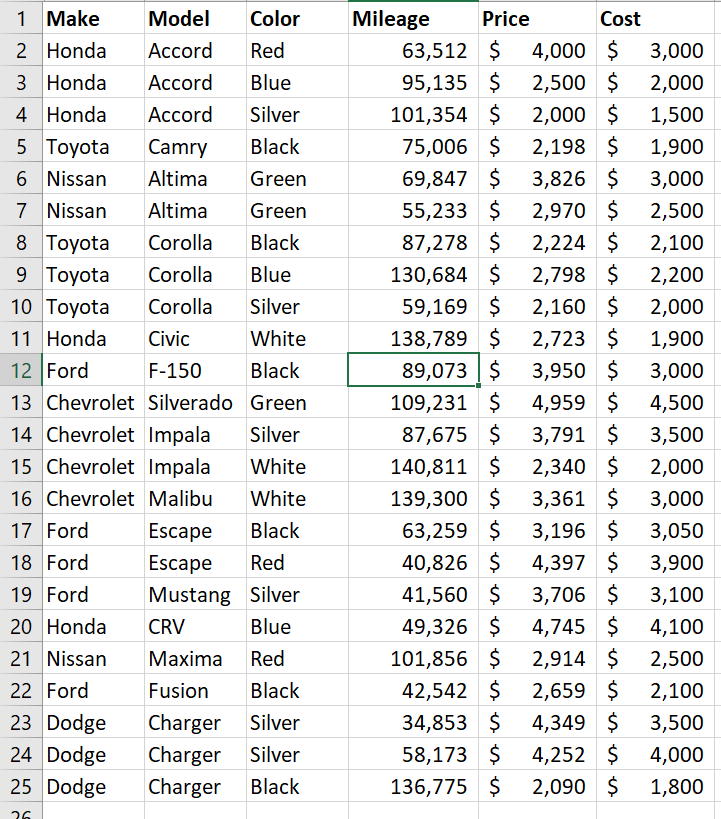 1 Make Model Color Mileage Price Cost
2 Honda Accord Red 63,512 $ 4,000 $ 3,000
3 Honda Accord Blue 95,135 $ 2,500 $ 2,000
4 Honda Accord Silver 101,354 $ 2,000 $ 1,500
5 Toyota Camry Black 75,006 $ 2,198 $ 1,900
6 Nissan Altima Green 69,847 $ 3,826 $ 3,000
7 Nissan Altima Green 55,233 $ 2,970 $ 2,500
8 Toyota Corolla Black 87,278 $ 2,224 $ 2,100
9 Toyota Corolla Blue 130,684 $ 2,798 $ 2,200
10 Toyota Corolla Silver 59,169 $ 2,160 $ 2,000
11 Honda Civic White 138,789 $ 2,723 $ 1,900
12 Ford F-150 Black 89,073 $ 3,950 $ 3,000
13 Chevrolet Silverado Green 109,231 $ 4,959 $ 4,500
14 Chevrolet Impala Silver 87,675 $ 3,791 $ 3,500
15 Chevrolet Impala White 140,811 $ 2,340 $ 2,000
16 Chevrolet Malibu White 139,300 $ 3,361 $ 3,000
17 Ford Escape Black 63,259 $ 3,196 $ 3,050
18 Ford Escape Red 40,826 $ 4,397 $ 3,900
19 Ford Mustang Silver 41,560 $ 3,706 $ 3,100
20 Honda CRV Blue 49,326 $ 4,745 $ 4,100
21 Nissan Maxima Red 101,856 $ 2,914 $ 2,500
22 Ford Fusion Black 42,542 $ 2,659 $ 2,100
23 Dodge Charger Silver 34,853 $ 4,349 $ 3,500
24 Dodge Charger Silver 58,173 $ 4,252 $ 4,000
25 Dodge Charger Black 136,775 $ 2,090 $ 1,800
26